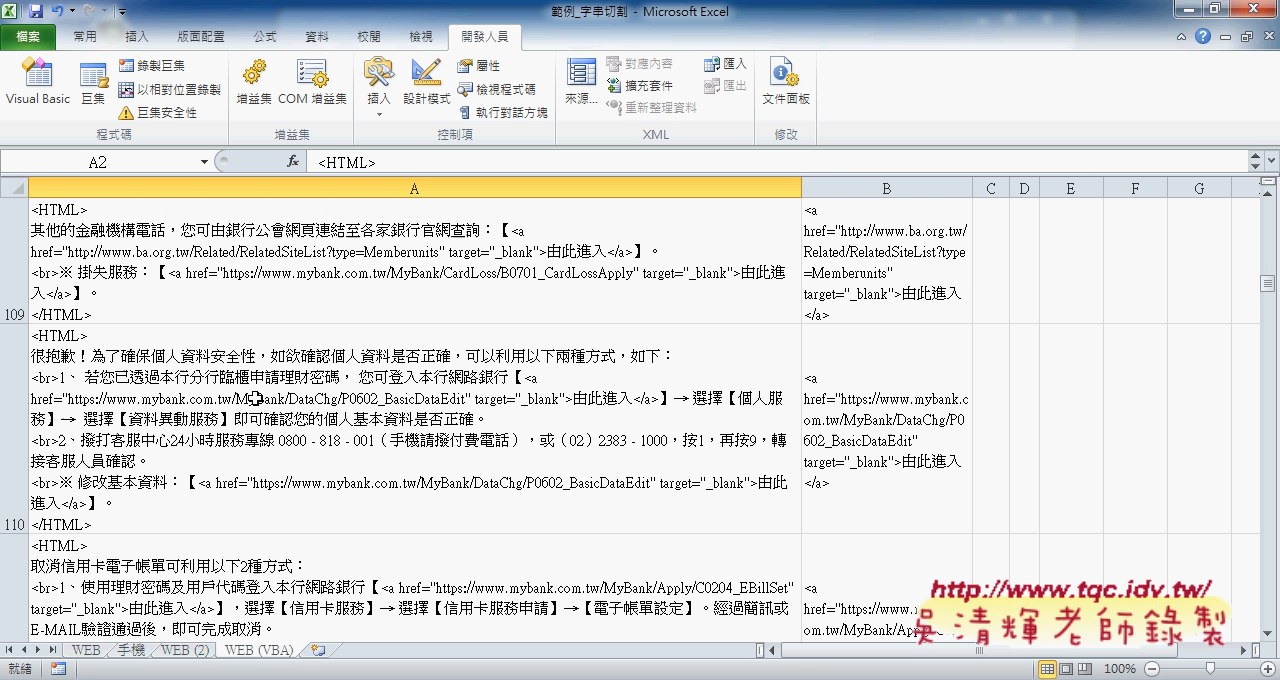 範例_字串切割 - Microsoft Excel
檔案 常用 插入 版面配置 公式 資料 校閱 檢視 開發人員
Visual Basic 巨集 錄製巨集 以相對位置錄製 巨集安全性 增益集 COM 增益集 插入 設計模式 屬性 檢視程式碼 執行對話方塊 來源... 對應內容 擴充套件 重新整理資料 匯入 匯出 文件面板
程式碼 增益集 控制項 XML 修改
A2 fx <HTML>
A B C D E F G
<HTML>
其他的金融機構電話，您可由銀行公會網頁連結至各家銀行官網查詢：【<a
href="http://www.ba.org.tw/Related/RelatedSiteList?type=Memberunits" target="_blank">由此進入</a>】。
<br>※ 掛失服務：【<a href="https://www.mybank.com.tw/MyBank/CardLoss/B0701_CardLossApply" target="_blank">由此進
入</a>】。
109 </HTML>
<a
href="http://www.ba.org.tw/
Related/RelatedSiteList?type
=Memberunits"
target="_blank">由此進入
</a>
<HTML>
很抱歉！為了確保個人資料安全性，如欲確認個人資料是否正確，可以利用以下兩種方式，如下：
<br>1、 若您已透過本行分行臨櫃申請理財密碼， 您可登入本行網路銀行【<a
href="https://www.mybank.com.tw/MyBank/DataChg/P0602_BasicDataEdit" target="_blank">由此進入</a>】→ 選擇【個人服
務】→ 選擇【資料異動服務】即可確認您的個人基本資料是否正確。
<br>2、撥打客服中心24小時服務專線 0800 - 818 - 001（手機請撥付費電話），或（02）2383 - 1000，按1，再按9，轉
接客服人員確認。
<br>※ 修改基本資料：【<a href="https://www.mybank.com.tw/MyBank/DataChg/P0602_BasicDataEdit" target="_blank">由此
進入</a>】。
110 </HTML>
<a
href="https://www.mybank.c
om.tw/MyBank/DataChg/P0
602_BasicDataEdit"
target="_blank">由此進入
</a>
<HTML>
取消信用卡電子帳單可利用以下2種方式：
<br>1、使用理財密碼及用戶代碼登入本行網路銀行【<a href="https://www.mybank.com.tw/MyBank/Apply/C0204_EBillSet"
target="_blank">由此進入</a>】，選擇【信用卡服務】→選擇【信用卡服務申請】→【電子帳單設定】。經過簡訊或
E-MAIL驗證通過後，即可完成取消。
<a
href="https://www.
om.tw/MyBank/App
http://www.tqc.idv.tw/
吳清輝老師錄製
WEB 手機 WEB (2) WEB (VBA)
就緒 100%